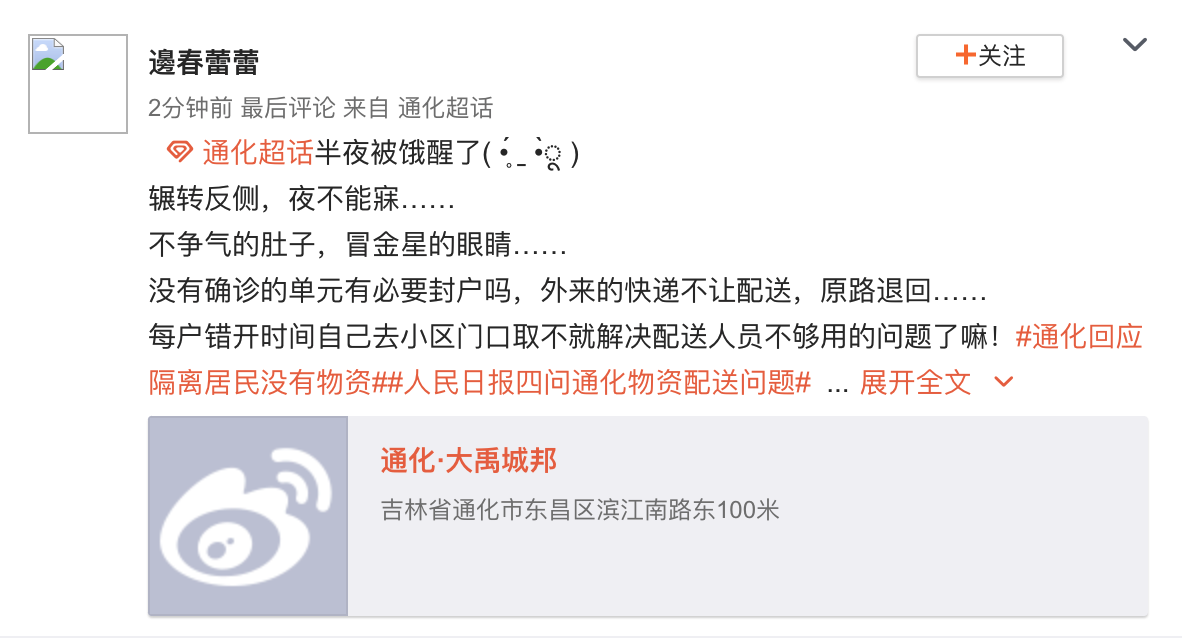 邊春蕾蕾
+关注
2分钟前 最后评论 来自 通化超话
通化超话半夜被饿醒了( •̥́ ˍ •̀ू )
辗转反侧，夜不能寐……
不争气的肚子，冒金星的眼睛……
没有确诊的单元有必要封户吗，外来的快递不让配送，原路退回……
每户错开时间自己去小区门口取不就解决配送人员不够用的问题了嘛！#通化回应
隔离居民没有物资##人民日报四问通化物资配送问题# ... 展开全文
通化·大禹城邦
吉林省通化市东昌区滨江南路东100米